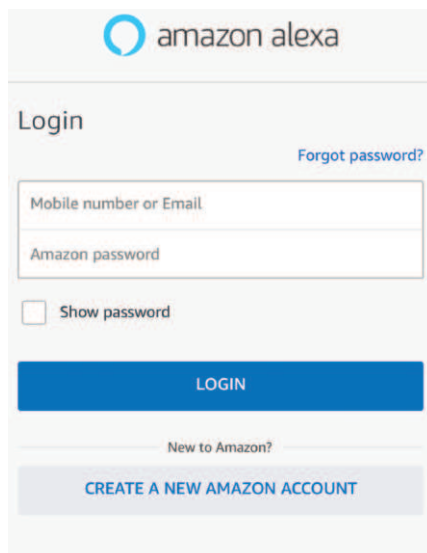 amazon alexa
Login
Forgot password?
Mobile number or Email
Amazon password
Show password
LOGIN
New to Amazon?
CREATE A NEW AMAZON ACCOUNT